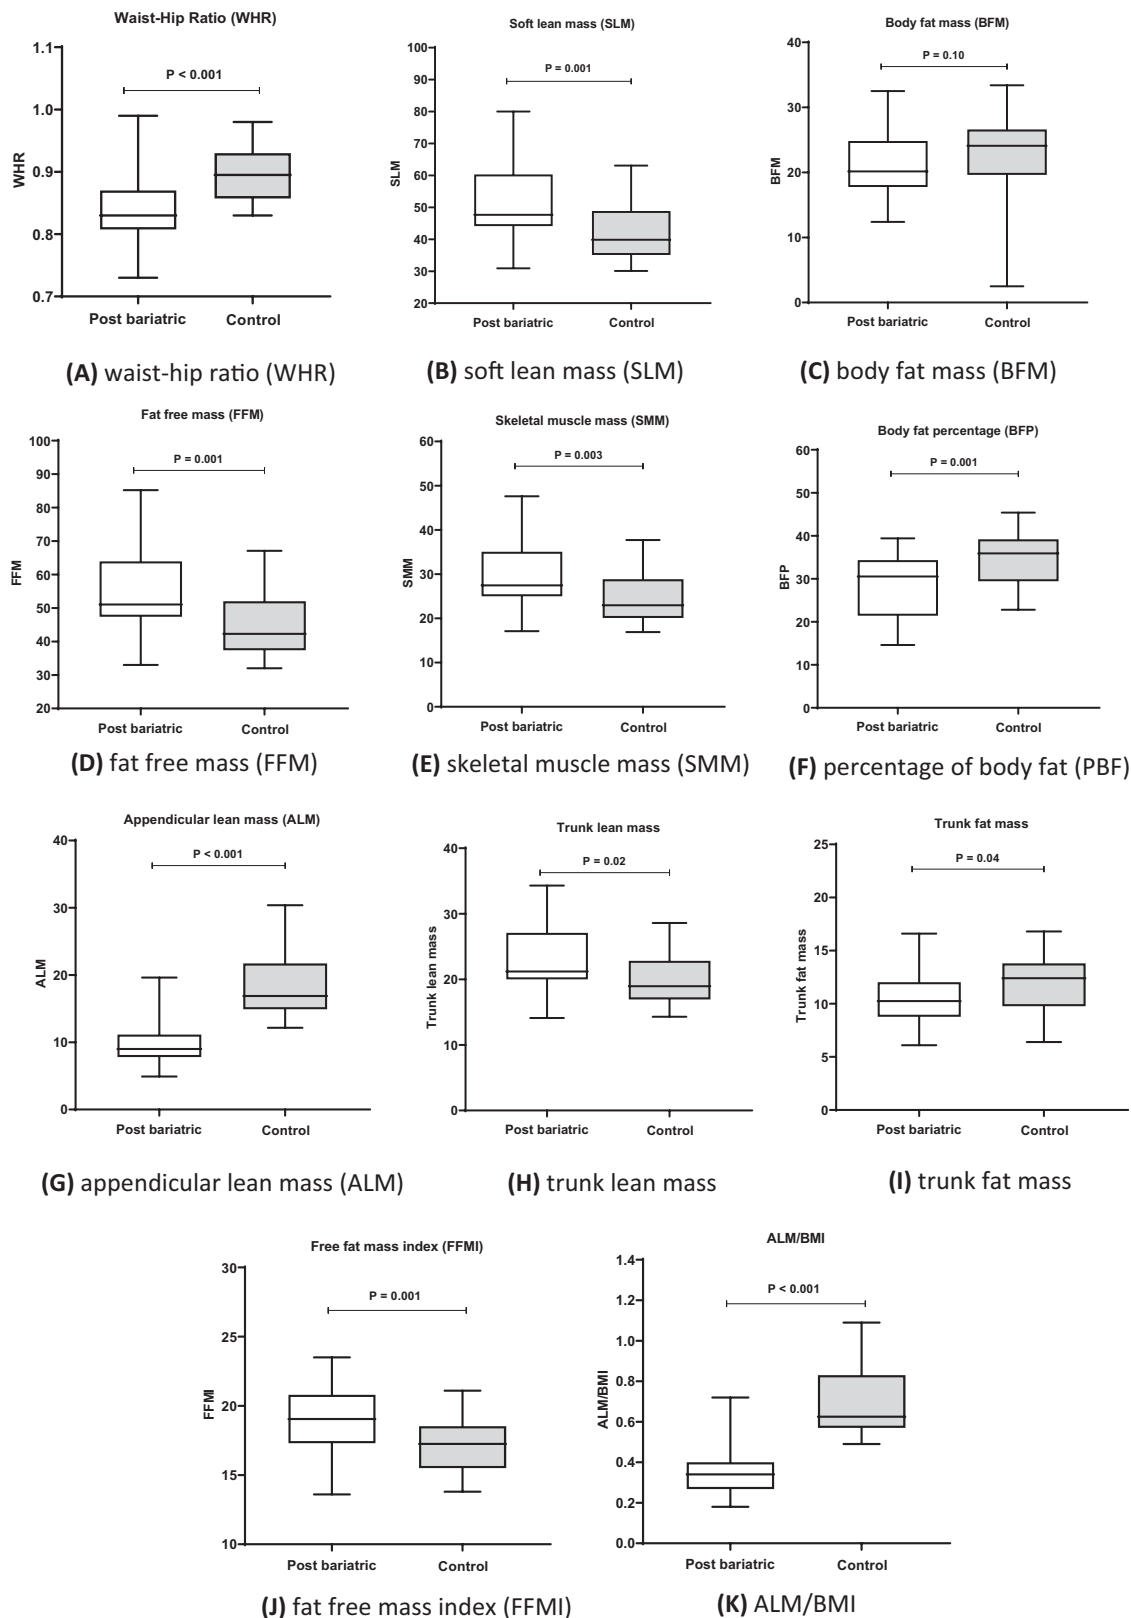 Waist-Hip Ratio (WHR)
1.1
1.0
0.9
0.8
0.7
WHR
P < 0.001
Post bariatric
Control
(A) waist-hip ratio (WHR)
Soft lean mass (SLM)
100
90
80
70
60
50
40
30
20
SLM
P = 0.001
Post bariatric
Control
(B) soft lean mass (SLM)
Body fat mass (BFM)
40
30
20
10
0
BFM
P = 0.10
Post bariatric
Control
(C) body fat mass (BFM)
Fat free mass (FFM)
100
90
80
70
60
50
40
30
20
FFM
P = 0.001
Post bariatric
Control
(D) fat free mass (FFM)
Skeletal muscle mass (SMM)
60
50
40
30
20
10
0
SMM
P = 0.003
Post bariatric
Control
(E) skeletal muscle mass (SMM)
Body fat percentage (BFP)
60
50
40
30
20
10
0
BFP
P = 0.001
Post bariatric
Control
(F) percentage of body fat (PBF)
Appendicular lean mass (ALM)
40
30
20
10
0
ALM
P < 0.001
Post bariatric
Control
(G) appendicular lean mass (ALM)
Trunk lean mass
40
30
20
10
0
Trunk lean mass
P = 0.02
Post bariatric
Control
(H) trunk lean mass
Trunk fat mass
25
20
15
10
5
0
Trunk fat mass
P = 0.04
Post bariatric
Control
(I) trunk fat mass
Free fat mass index (FFMI)
30
25
20
15
10
FFMI
P = 0.001
Post bariatric
Control
(J) fat free mass index (FFMI)
ALM/BMI
1.4
1.2
1.0
0.8
0.6
0.4
0.2
0.0
ALM/BMI
P < 0.001
Post bariatric
Control
(K) ALM/BMI